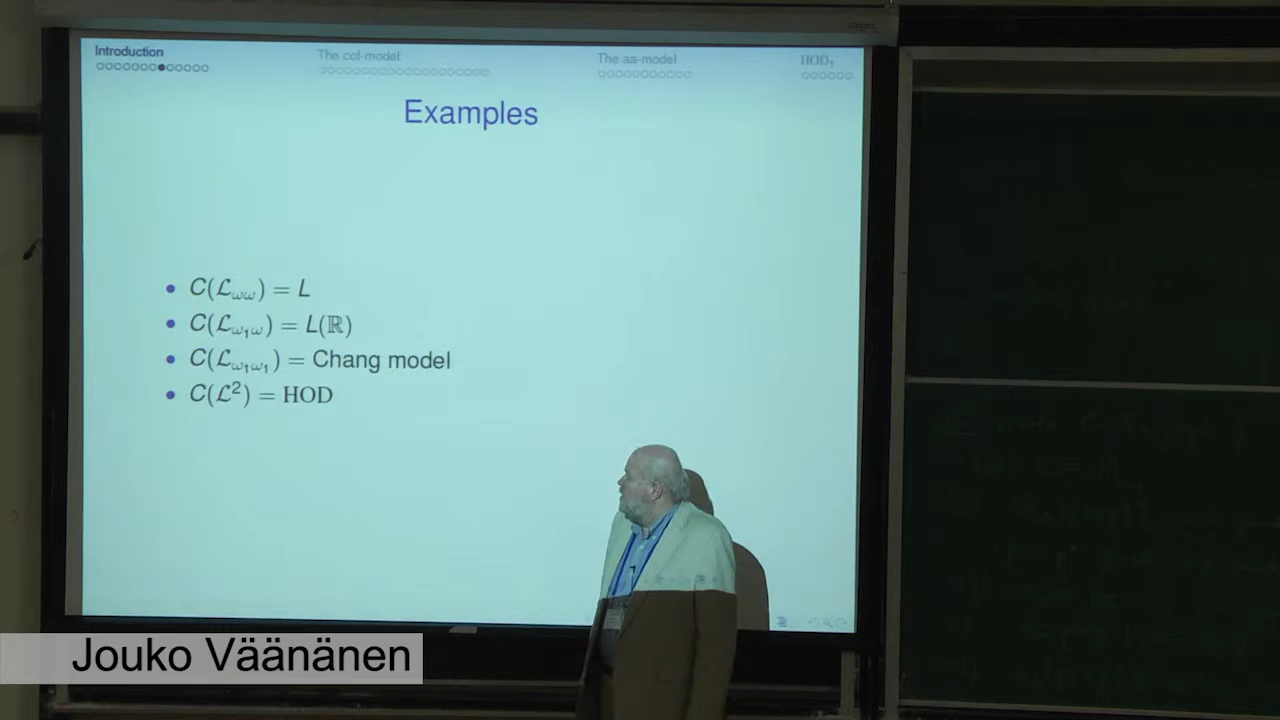 Introduction
The cof-model
The aa-model
HOD₁
Examples
• C(ℒ_ωω) = L
• C(ℒ_ω₁ω) = L(ℝ)
• C(ℒ_ω₁ω₁) = Chang model
• C(ℒ²) = HOD
Jouko Väänänen